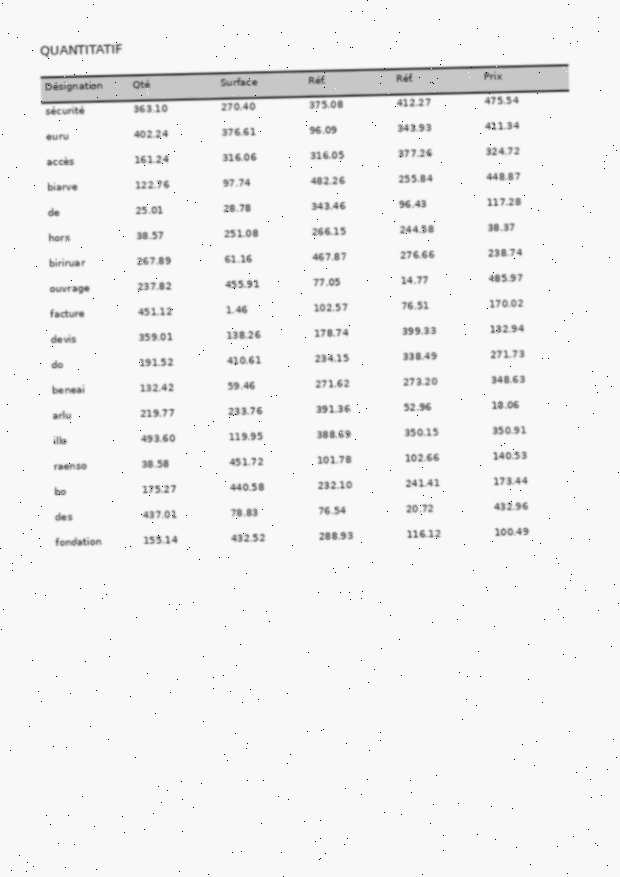 QUANTITATIF
Désignation Qté Surface Réf. Réf. Prix
sécurité 363.10 270.40 375.08 412.27 475.54
euru 402.24 376.61 96.09 343.93 411.34
accès 161.24 316.06 316.05 377.26 324.72
biarve 122.76 97.74 482.26 255.84 448.87
de 25.01 28.78 343.46 96.43 117.28
hors 38.57 251.08 266.15 244.58 38.37
biriruar 267.89 61.16 467.87 276.66 238.74
ouvrage 237.82 455.91 77.05 14.77 485.97
facture 451.12 1.46 102.57 76.51 170.02
devis 359.01 138.26 178.74 399.33 132.94
do 191.52 410.61 234.15 338.49 271.73
beneai 132.42 59.46 271.62 273.20 348.63
arlu 219.77 233.76 391.36 52.96 18.06
illo 493.60 119.95 388.69 350.15 350.91
raenso 38.58 451.72 101.78 102.66 140.53
bo 175.27 440.58 232.10 241.41 173.44
des 437.01 78.83 76.54 20.72 432.96
fondation 155.14 432.52 288.93 116.12 100.49